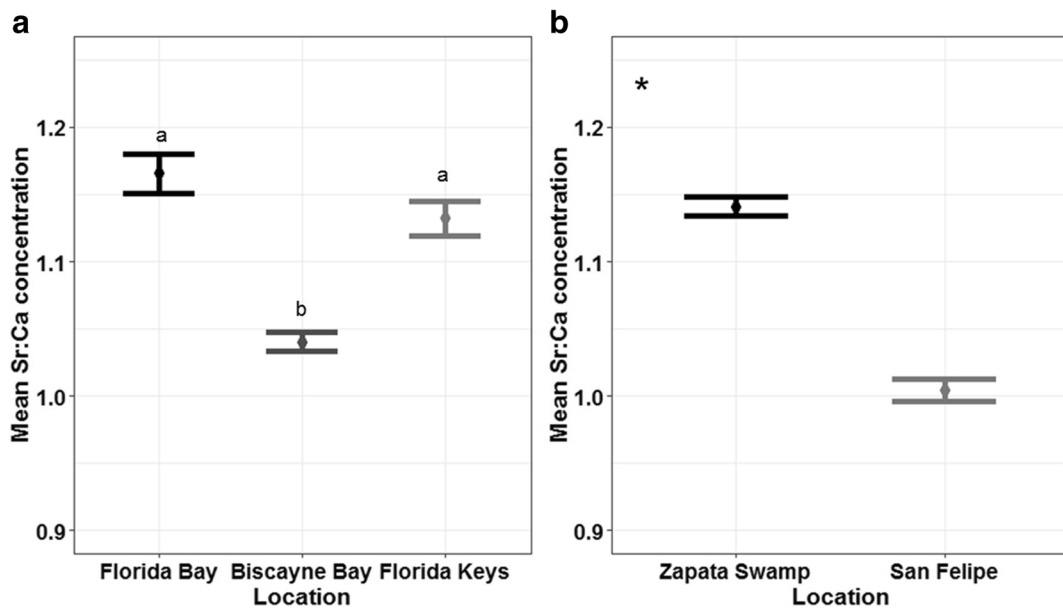 a
Mean Sr:Ca concentration
1.2
1.1
1.0
0.9
a
b
a
Florida Bay Biscayne Bay Florida Keys
Location
b
Mean Sr:Ca concentration
1.2
1.1
1.0
0.9
*
Zapata Swamp San Felipe
Location